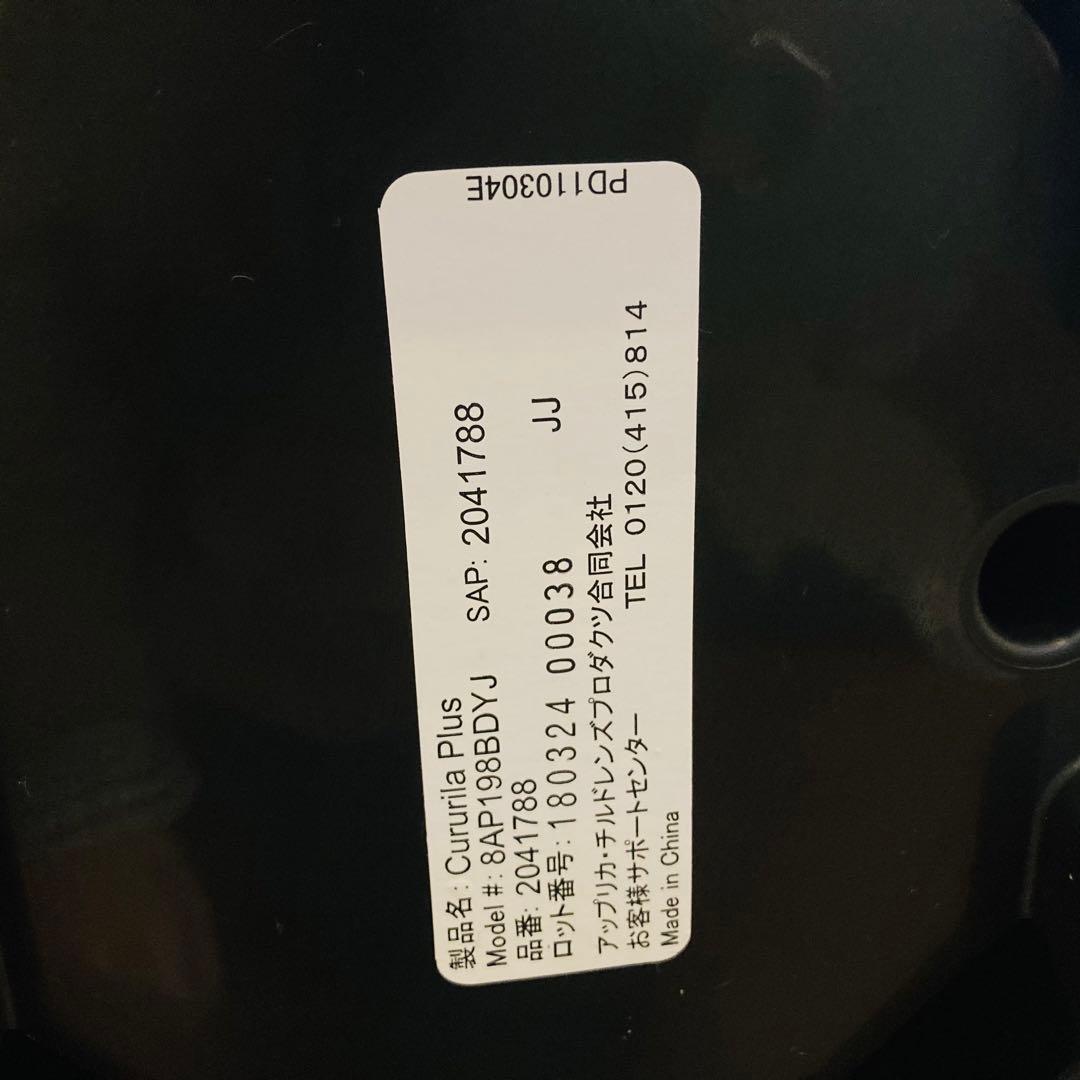 製品名: Cururila Plus
Model #: 8AP198BDYJ SAP: 2041788
品番: 2041788
ロット番号: 180324 00038 JJ
アップリカ・チルドレンズプロダクツ合同会社
お客様サポートセンター TEL 0120(415)814
Made in China
PD110304E